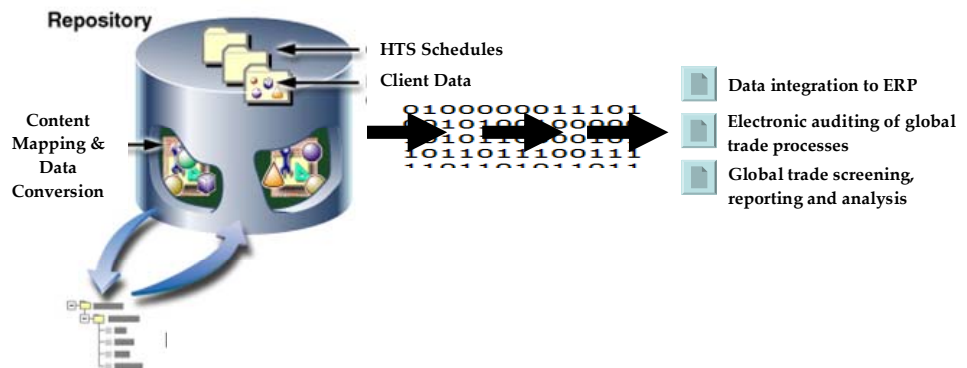 Repository
HTS Schedules
Client Data
Content
Mapping &
Data
Conversion
0100000011101
1011011100111
Data integration to ERP
Electronic auditing of global
trade processes
Global trade screening,
reporting and analysis